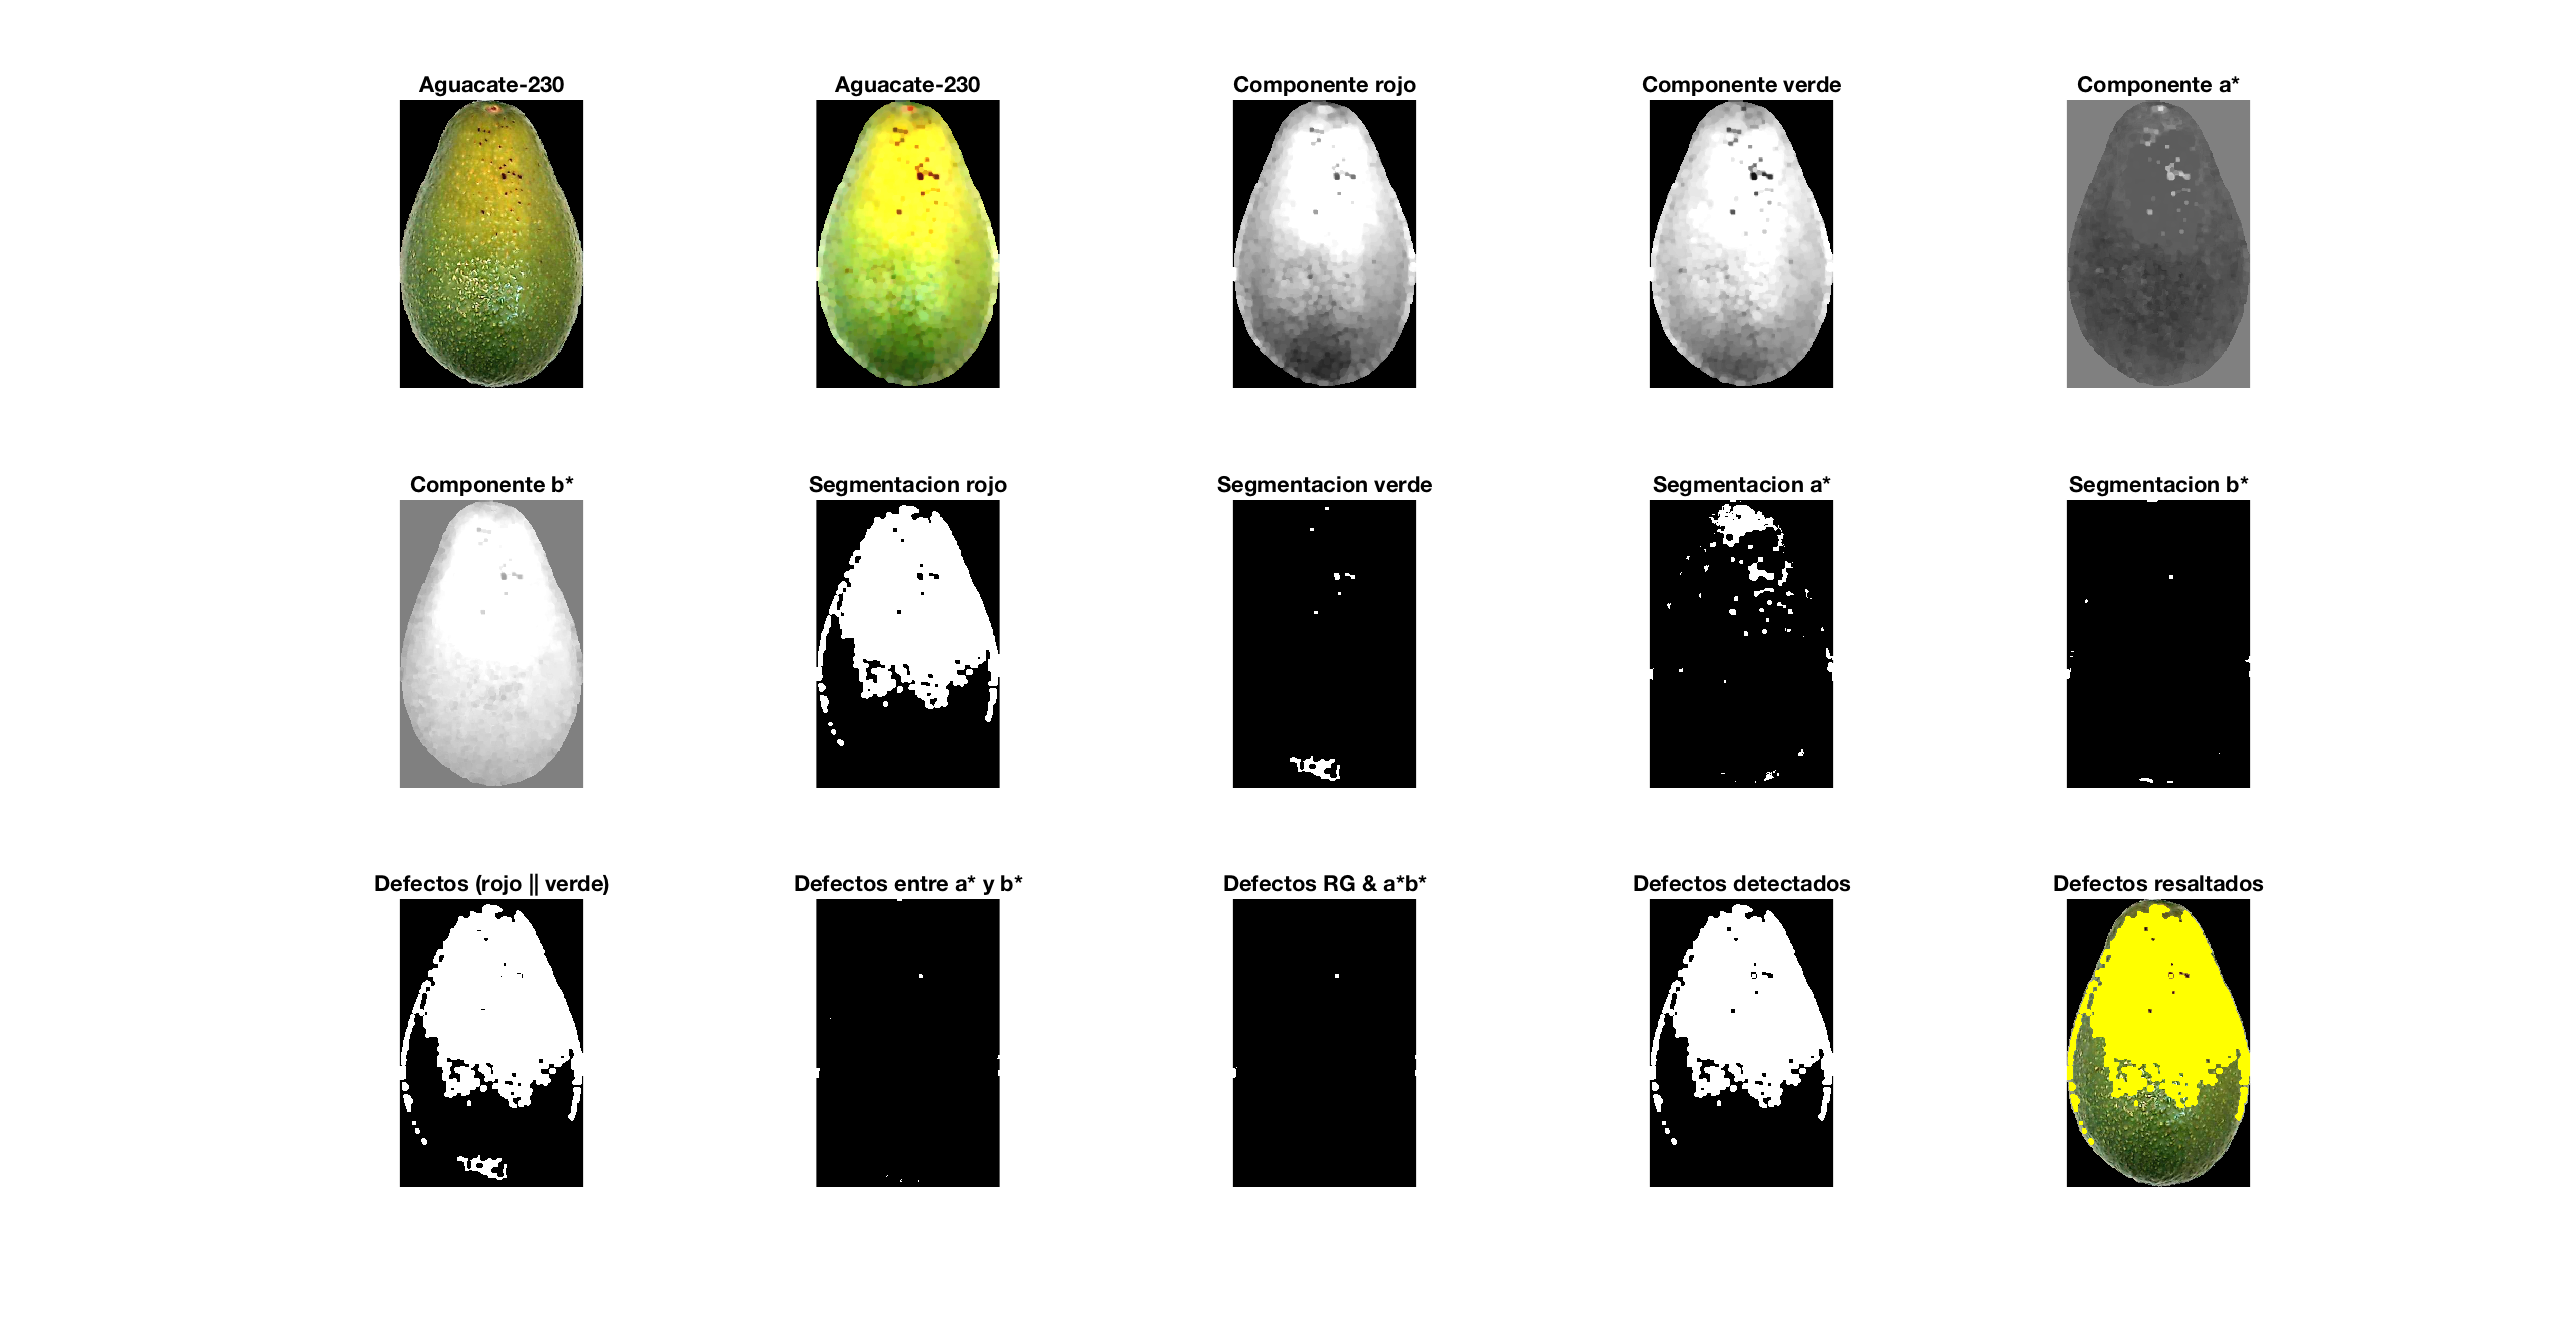 Aguacate-230
Aguacate-230
Componente rojo
Componente verde
Componente a*
Componente b*
Segmentacion rojo
Segmentacion verde
Segmentacion a*
Segmentacion b*
Defectos (rojo || verde)
Defectos entre a* y b*
Defectos RG & a*b*
Defectos detectados
Defectos resaltados